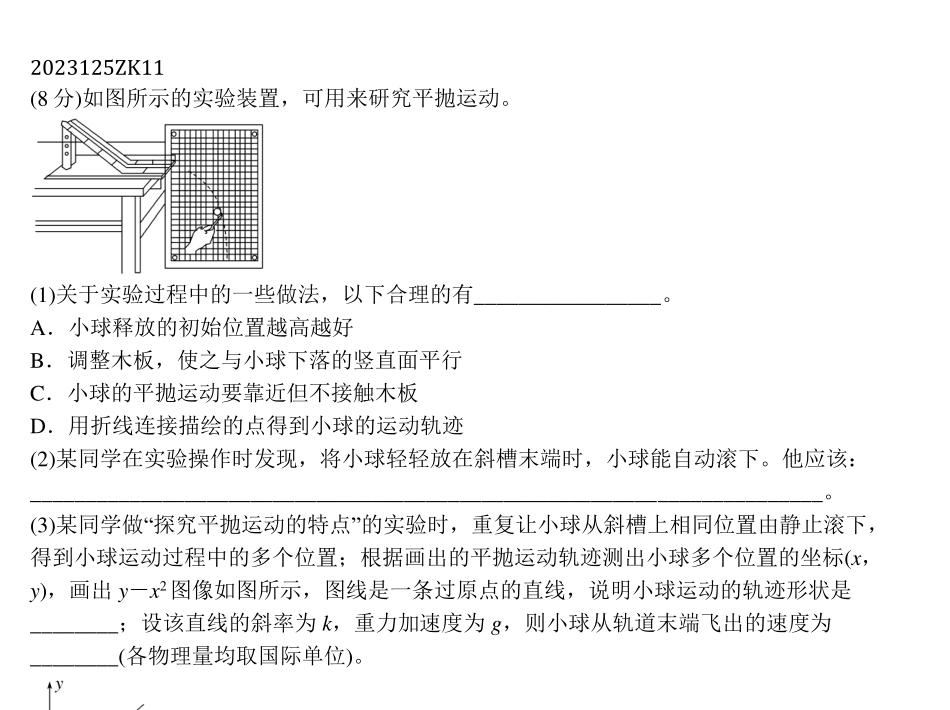 2023125ZK11
(8 分)如图所示的实验装置，可用来研究平抛运动。
(1)关于实验过程中的一些做法，以下合理的有_________________。
A．小球释放的初始位置越高越好
B．调整木板，使之与小球下落的竖直面平行
C．小球的平抛运动要靠近但不接触木板
D．用折线连接描绘的点得到小球的运动轨迹
(2)某同学在实验操作时发现，将小球轻轻放在斜槽末端时，小球能自动滚下。他应该：
________________________________________________________________________。
(3)某同学做“探究平抛运动的特点”的实验时，重复让小球从斜槽上相同位置由静止滚下，
得到小球运动过程中的多个位置；根据画出的平抛运动轨迹测出小球多个位置的坐标(x，
y)，画出 y－x²图像如图所示，图线是一条过原点的直线，说明小球运动的轨迹形状是
________；设该直线的斜率为 k，重力加速度为 g，则小球从轨道末端飞出的速度为
________(各物理量均取国际单位)。
y